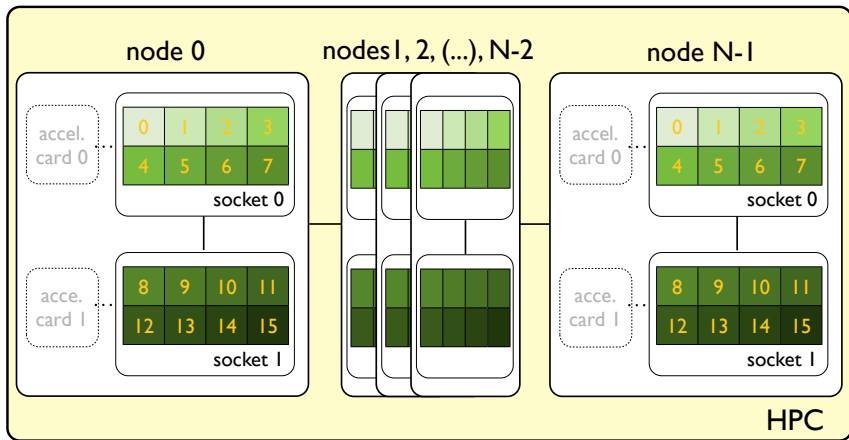 node 0
nodes1, 2, (...), N-2
node N-1
accel.
card 0
...
0 1 2 3
4 5 6 7
socket 0
acce.
card 1
...
8 9 10 11
12 13 14 15
socket 1
accel.
card 0
...
0 1 2 3
4 5 6 7
socket 0
acce.
card 1
...
8 9 10 11
12 13 14 15
socket 1
HPC